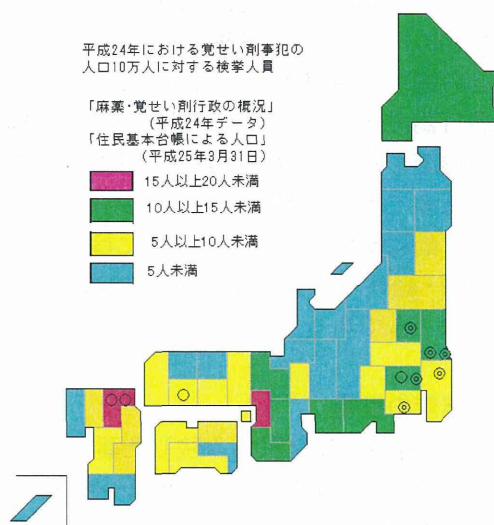 平成24年における覚せい剤事犯の
人口10万人に対する検挙人員
「麻薬・覚せい剤行政の概況」
(平成24年データ)
「住民基本台帳による人口」
(平成25年3月31日)
15人以上20人未満
10人以上15人未満
5人以上10人未満
5人未満